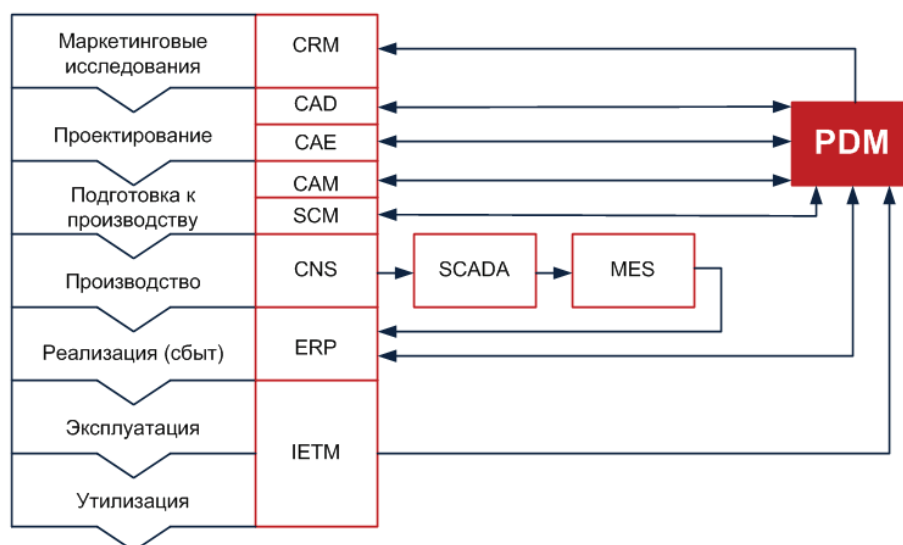 Маркетинговые
исследования
CRM
CAD
Проектирование
CAE
PDM
CAM
Подготовка к
производству
SCM
Производство
CNS
SCADA
MES
Реализация (сбыт)
ERP
Эксплуатация
IETM
Утилизация